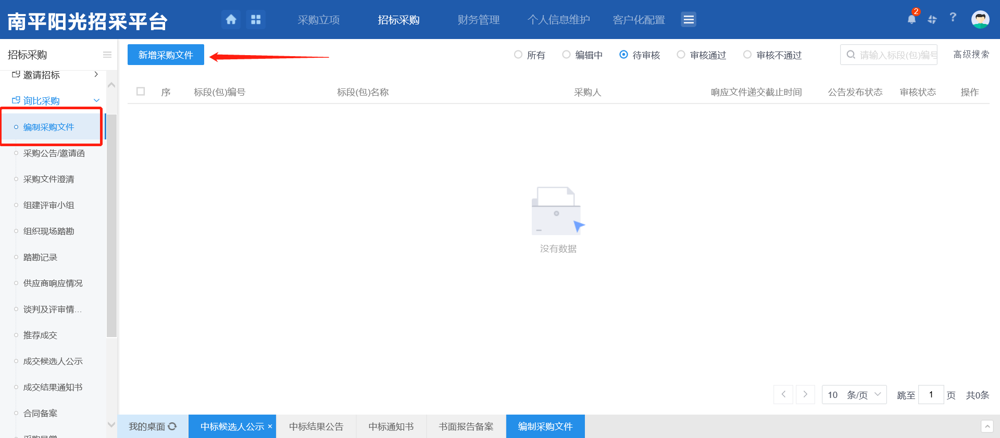 南平阳光招采平台
采购立项
招标采购
财务管理
个人信息维护
客户化配置
2
?
招标采购
新增采购文件
所有
编辑中
待审核
审核通过
审核不通过
请输入标段(包)编号
高级搜索
邀请招标
询比采购
编制采购文件
采购公告/邀请函
采购文件澄清
组建评审小组
组织现场踏勘
踏勘记录
供应商响应情况
谈判及评审情...
推荐成交
成交候选人公示
成交结果通知书
合同备案
序
标段(包)编号
标段(包)名称
采购人
响应文件递交截止时间
公告发布状态
审核状态
操作
没有数据
10 条/页
跳至
1
页
共0条
我的桌面
中标候选人公示 ×
中标结果公告
中标通知书
书面报告备案
编制采购文件